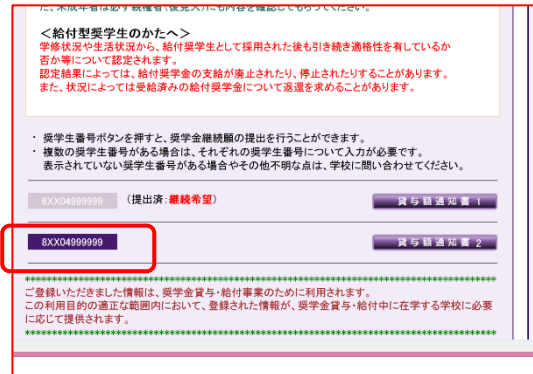 た、未成年者は必ず親権者（後見人）にも内容を確認してもらってください。
＜給付型奨学生のかたへ＞
学修状況や生活状況から、給付奨学生として採用された後も引き続き適格性を有しているか
否か等について認定されます。
認定結果によっては、給付奨学金の支給が廃止されたり、停止されたりすることがあります。
また、状況によっては受給済みの給付奨学金について返還を求めることがあります。
・ 奨学生番号ボタンを押すと、奨学金継続願の提出を行うことができます。
・ 複数の奨学生番号がある場合は、それぞれの奨学生番号について入力が必要です。
表示されていない奨学生番号がある場合やその他不明な点は、学校に問い合わせてください。
6XX04999999 （提出済：継続希望） 貸与額通知書 1
8XX04999999 貸与額通知書 2
****************************************************************
ご登録いただきました情報は、奨学金貸与・給付事業のために利用されます。
この利用目的の適正な範囲内において、登録された情報が、奨学金貸与・給付中に在学する学校に必要
に応じて提供されます。
****************************************************************